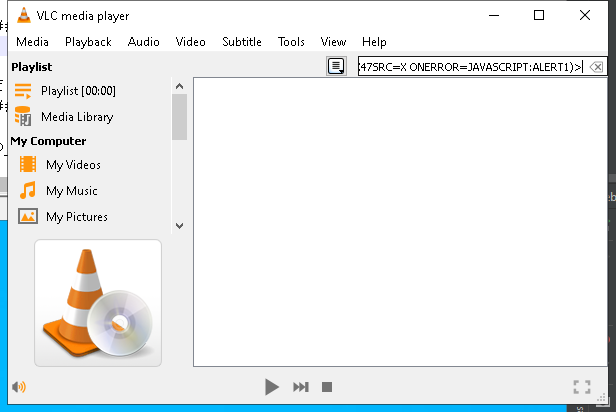 VLC media player
Media Playback Audio Video Subtitle Tools View Help
Playlist
47SRC=X ONERROR=JAVASCRIPT:ALERT1)>
Playlist [00:00]
Media Library
My Computer
My Videos
My Music
My Pictures